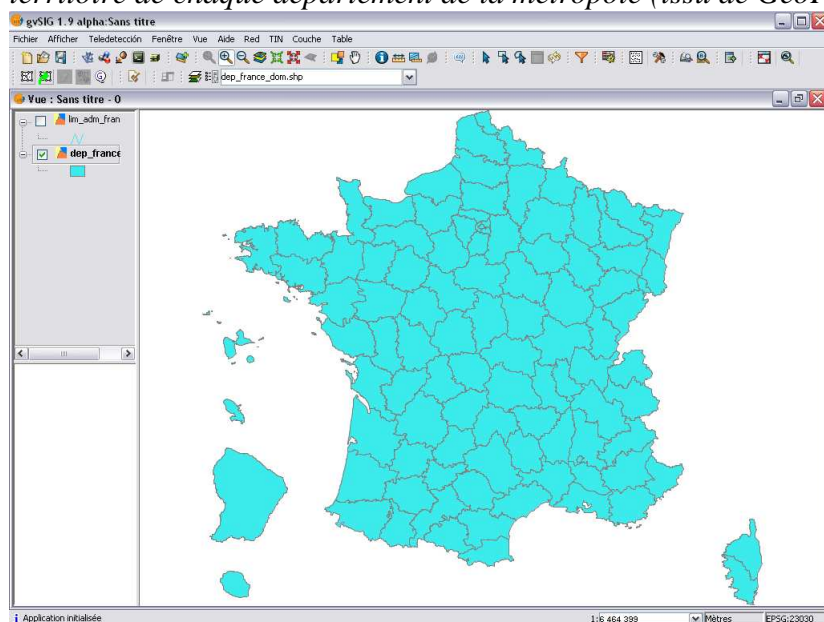 territoire de chaque département de la métropole (issu de Geol
gvSIG 1.9 alpha:Sans titre
Fichier Afficher Teledetección Fenêtre Vue Aide Red TIN Couche Table
dep_france_dom.shp
Vue : Sans titre - 0
lim_adm_fran
dep_france
Application initialisée
1: 6 464 399 Mètres EPSG:23030